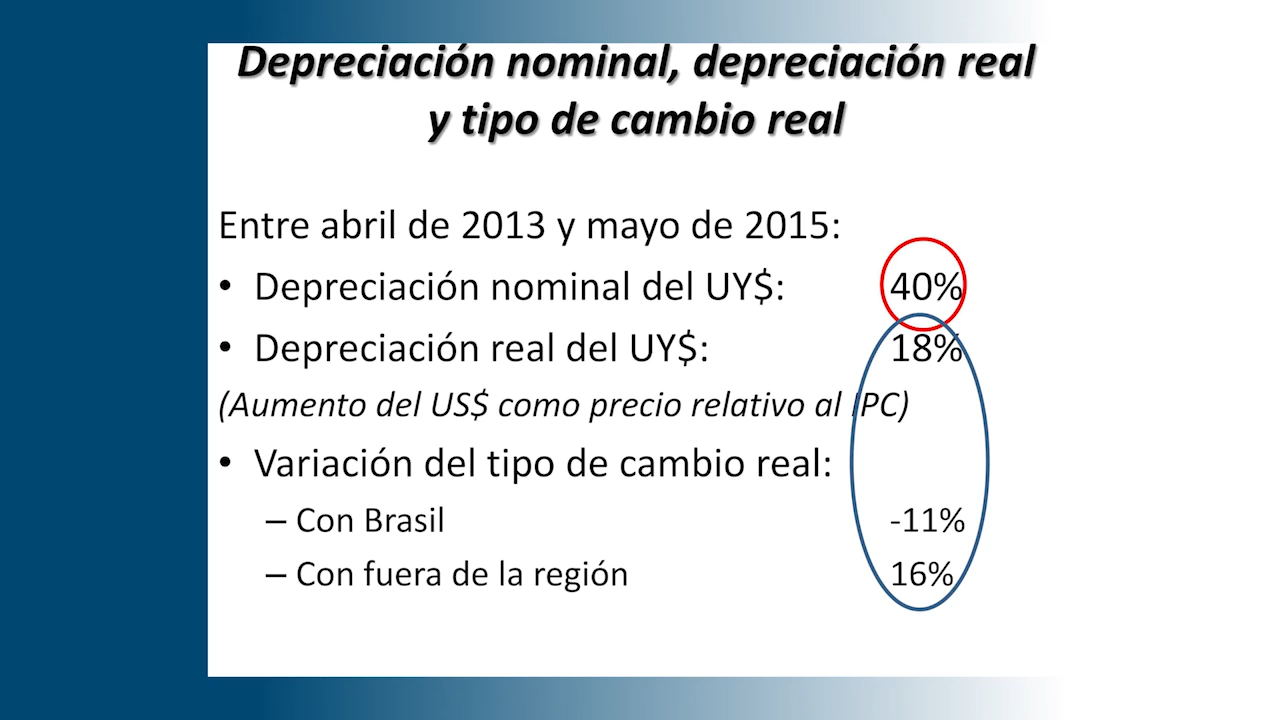 Depreciación nominal, depreciación real
y tipo de cambio real
Entre abril de 2013 y mayo de 2015:
• Depreciación nominal del UY$: 40%
• Depreciación real del UY$: 18%
(Aumento del US$ como precio relativo al IPC)
• Variación del tipo de cambio real:
– Con Brasil -11%
– Con fuera de la región 16%